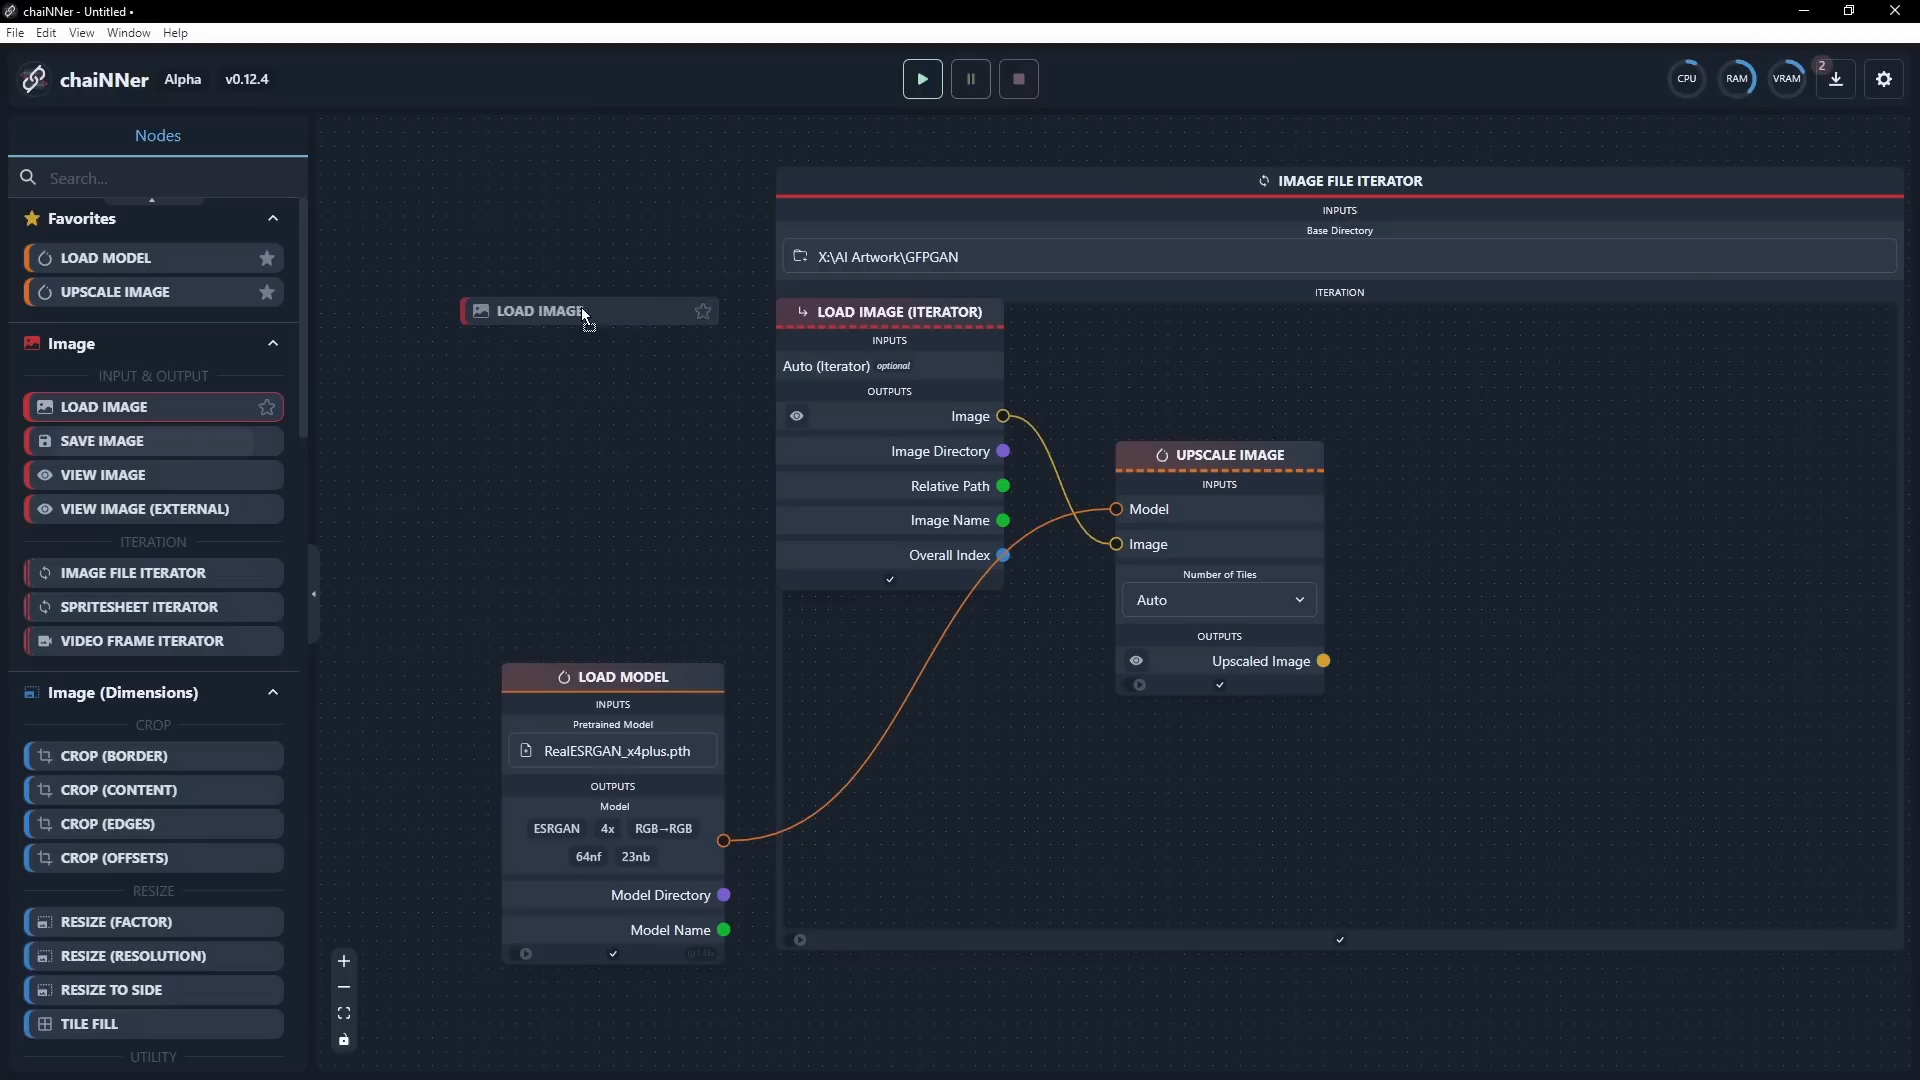 chaiNNer - Untitled •
File Edit View Window Help
chaiNNer Alpha v0.12.4
CPU RAM VRAM 2
Nodes
Search...
Favorites
LOAD MODEL
UPSCALE IMAGE
Image
INPUT & OUTPUT
LOAD IMAGE
SAVE IMAGE
VIEW IMAGE
VIEW IMAGE (EXTERNAL)
ITERATION
IMAGE FILE ITERATOR
SPRITESHEET ITERATOR
VIDEO FRAME ITERATOR
Image (Dimensions)
CROP
CROP (BORDER)
CROP (CONTENT)
CROP (EDGES)
CROP (OFFSETS)
RESIZE
RESIZE (FACTOR)
RESIZE (RESOLUTION)
RESIZE TO SIDE
TILE FILL
UTILITY
LOAD IMAGE
LOAD MODEL
INPUTS
Pretrained Model
RealESRGAN_x4plus.pth
OUTPUTS
Model
ESRGAN 4x RGB→RGB
64nf 23nb
Model Directory
Model Name
IMAGE FILE ITERATOR
INPUTS
Base Directory
X:\AI Artwork\GFPGAN
ITERATION
LOAD IMAGE (ITERATOR)
INPUTS
Auto (Iterator) optional
OUTPUTS
Image
Image Directory
Relative Path
Image Name
Overall Index
UPSCALE IMAGE
INPUTS
Model
Image
Number of Tiles
Auto
OUTPUTS
Upscaled Image